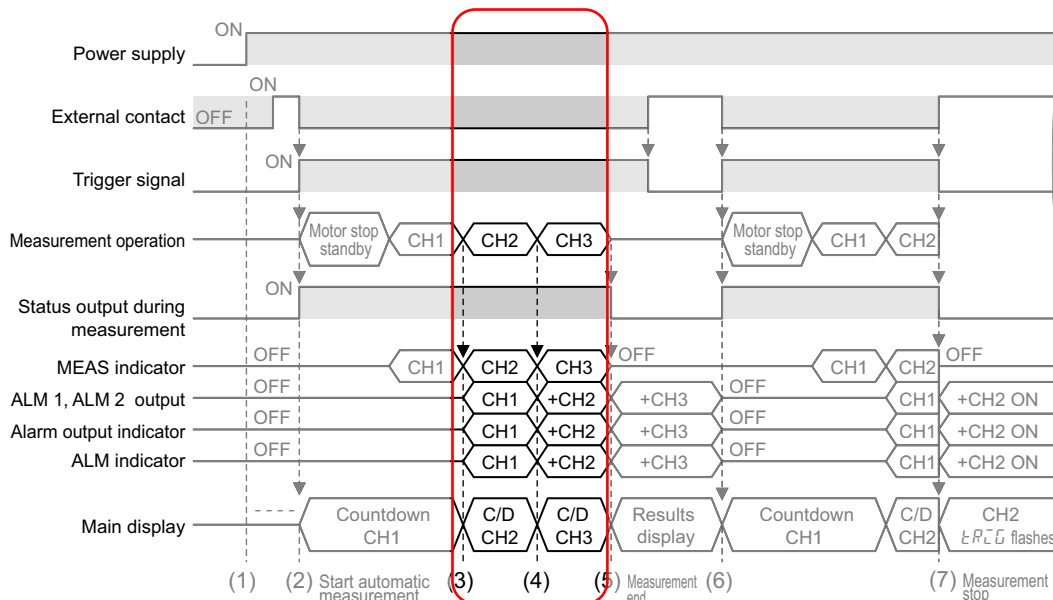 ON
Power supply
ON
External contact
OFF
ON
Trigger signal
Measurement operation
Motor stop
standby
CH1
CH2
CH3
Motor stop
standby
CH1
CH2
ON
Status output during
measurement
MEAS indicator
OFF
CH1
CH2
CH3
OFF
CH1
CH2
OFF
ALM 1, ALM 2 output
OFF
CH1
+CH2
+CH3
OFF
CH1
+CH2 ON
Alarm output indicator
OFF
CH1
+CH2
+CH3
OFF
CH1
+CH2 ON
ALM indicator
OFF
CH1
+CH2
+CH3
OFF
CH1
+CH2 ON
Main display
- - - - -
Countdown
CH1
C/D
CH2
C/D
CH3
Results
display
Countdown
CH1
C/D
CH2
CH2
flashes
(1)
(2) Start automatic
measurement
(3)
(4)
(5) Measurement
end
(6)
(7) Measurement
stop